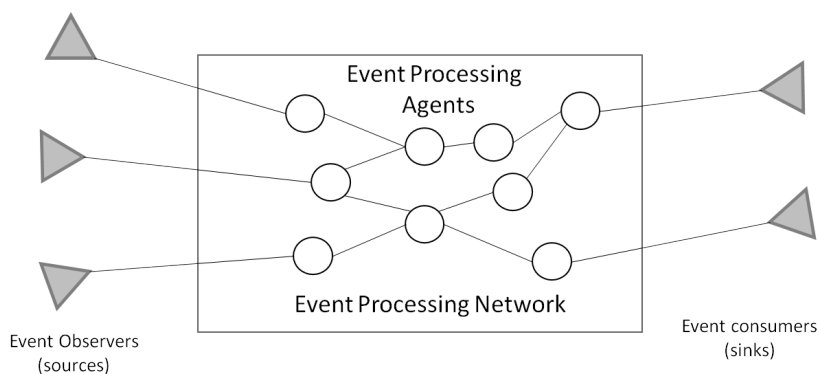 Event Processing
Agents
Event Processing Network
Event Observers
(sources)
Event consumers
(sinks)